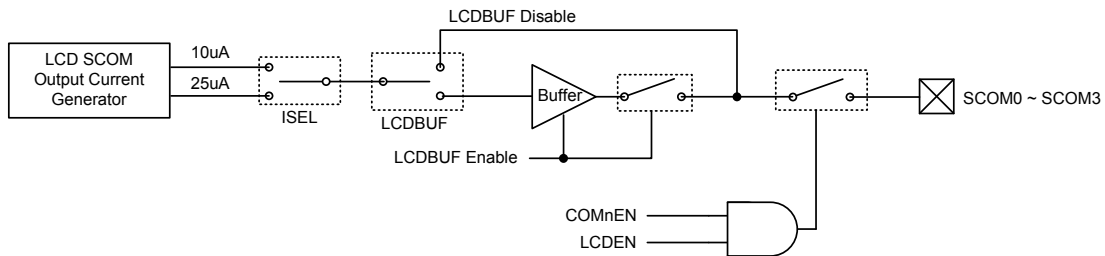 LCDBUF Disable
LCD SCOM
Output Current
Generator
10uA
25uA
ISEL
LCDBUF
Buffer
SCOM0 ~ SCOM3
LCDBUF Enable
COMnEN
LCDEN